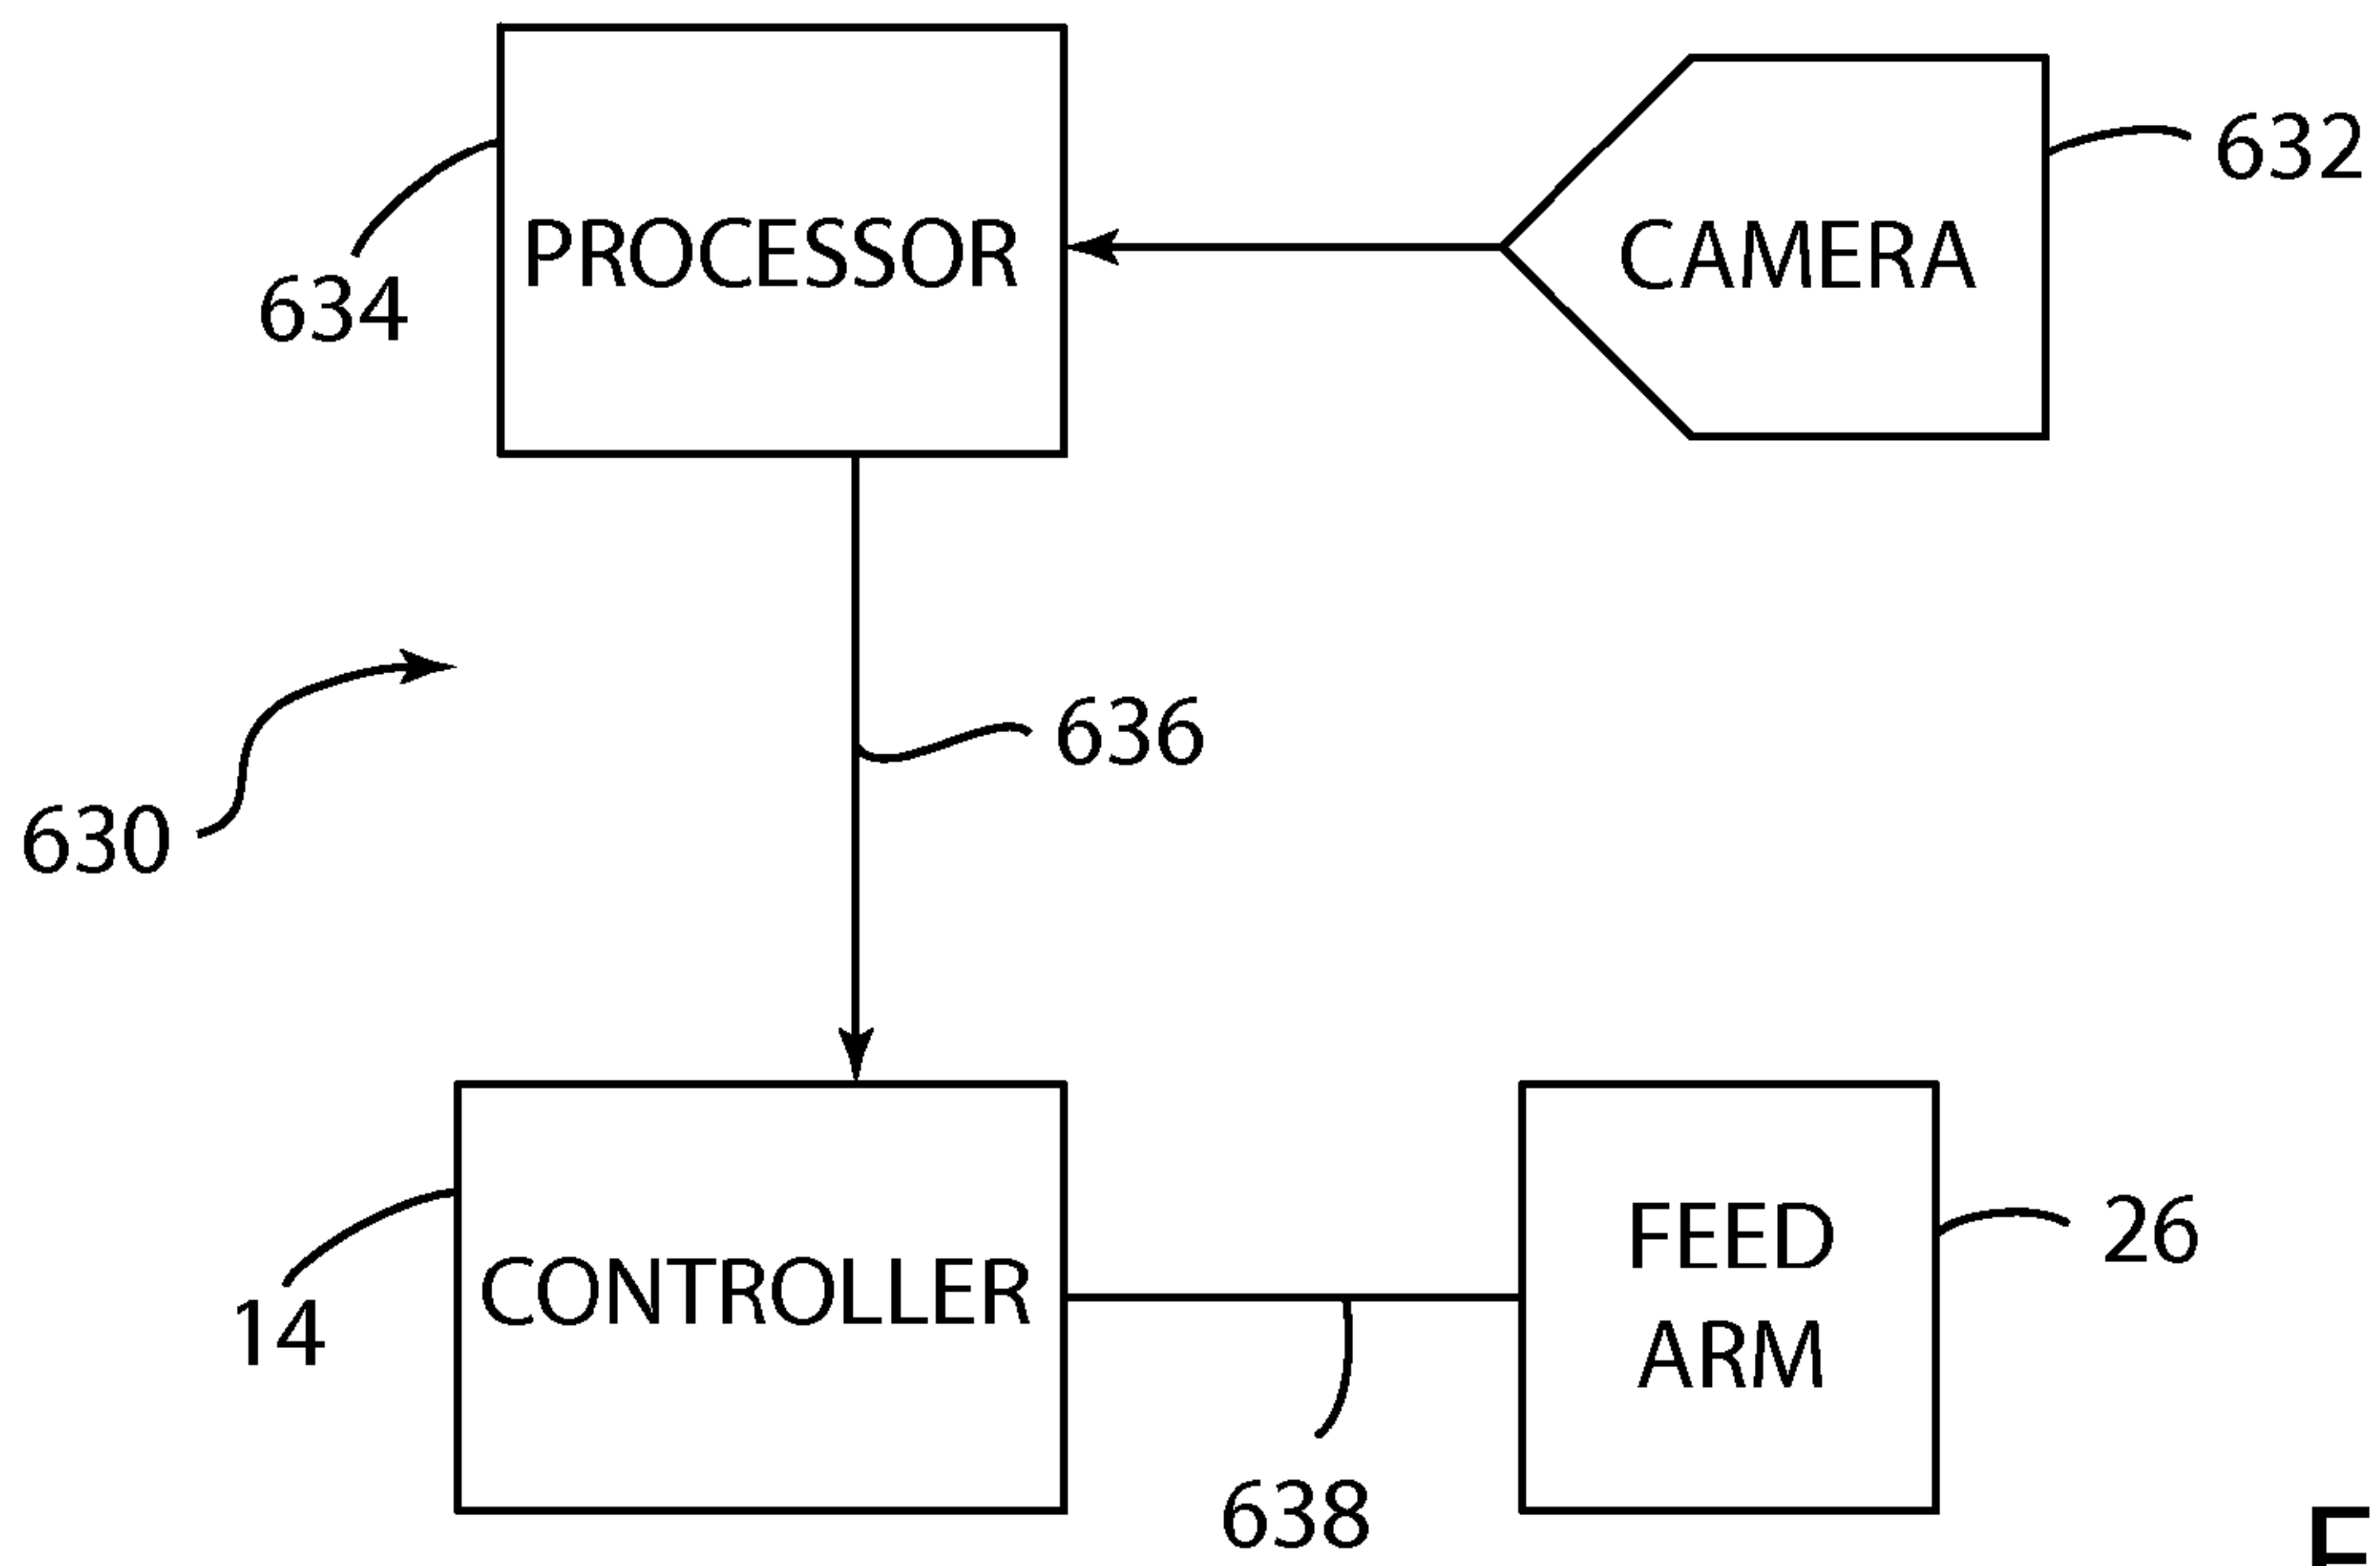 PROCESSOR
CAMERA
632
634
636
630
CONTROLLER
FEED
ARM
26
14
638
F